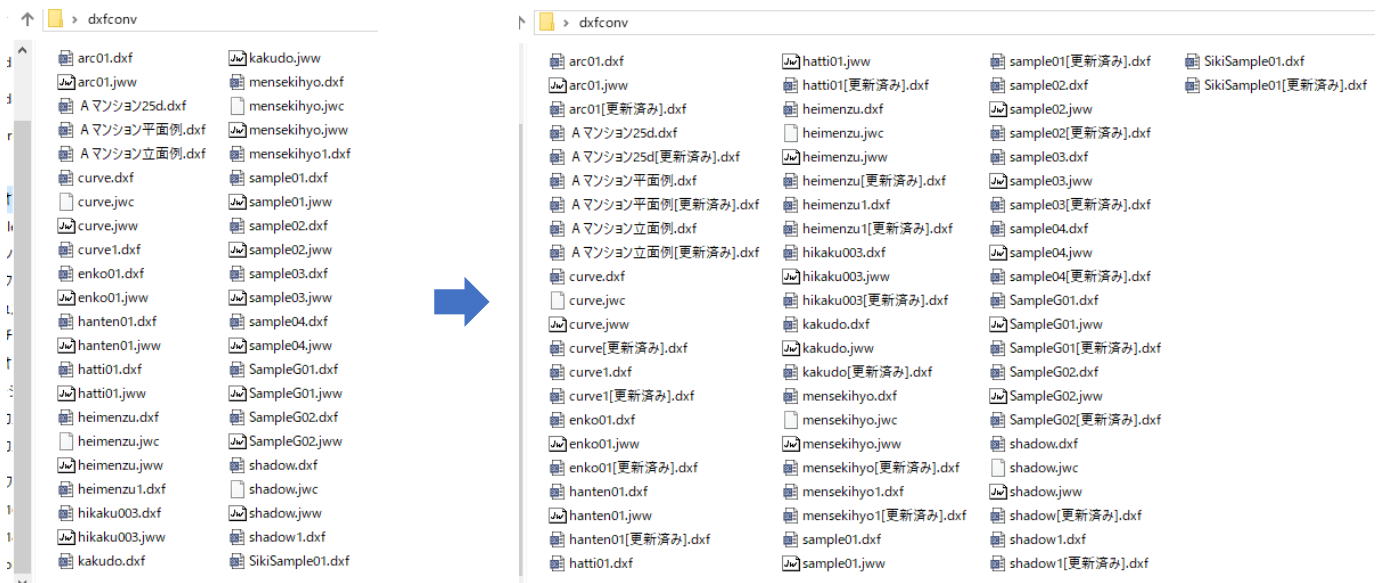 dxfconv
arc01.dxf
arc01.jww
Ａマンション25d.dxf
Ａマンション平面例.dxf
Ａマンション立面例.dxf
curve.dxf
curve.jwc
curve.jww
curve1.dxf
enko01.dxf
enko01.jww
hanten01.dxf
hanten01.jww
hatti01.dxf
hatti01.jww
heimenzu.dxf
heimenzu.jwc
heimenzu.jww
heimenzu1.dxf
hikaku003.dxf
hikaku003.jww
kakudo.dxf
kakudo.jww
mensekihyo.dxf
mensekihyo.jwc
mensekihyo.jww
mensekihyo1.dxf
sample01.dxf
sample01.jww
sample02.dxf
sample02.jww
sample03.dxf
sample03.jww
sample04.dxf
sample04.jww
SampleG01.dxf
SampleG01.jww
SampleG02.dxf
SampleG02.jww
shadow.dxf
shadow.jwc
shadow.jww
shadow1.dxf
SikiSample01.dxf
dxfconv
arc01.dxf
arc01.jww
arc01[更新済み].dxf
Ａマンション25d.dxf
Ａマンション25d[更新済み].dxf
Ａマンション平面例.dxf
Ａマンション平面例[更新済み].dxf
Ａマンション立面例.dxf
Ａマンション立面例[更新済み].dxf
curve.dxf
curve.jwc
curve.jww
curve[更新済み].dxf
curve1.dxf
curve1[更新済み].dxf
enko01.dxf
enko01.jww
enko01[更新済み].dxf
hanten01.dxf
hanten01.jww
hanten01[更新済み].dxf
hatti01.dxf
hatti01.jww
hatti01[更新済み].dxf
heimenzu.dxf
heimenzu.jwc
heimenzu.jww
heimenzu[更新済み].dxf
heimenzu1.dxf
heimenzu1[更新済み].dxf
hikaku003.dxf
hikaku003.jww
hikaku003[更新済み].dxf
kakudo.dxf
kakudo.jww
kakudo[更新済み].dxf
mensekihyo.dxf
mensekihyo.jwc
mensekihyo.jww
mensekihyo[更新済み].dxf
mensekihyo1.dxf
mensekihyo1[更新済み].dxf
sample01.dxf
sample01.jww
sample01[更新済み].dxf
sample02.dxf
sample02.jww
sample02[更新済み].dxf
sample03.dxf
sample03.jww
sample03[更新済み].dxf
sample04.dxf
sample04.jww
sample04[更新済み].dxf
SampleG01.dxf
SampleG01.jww
SampleG01[更新済み].dxf
SampleG02.dxf
SampleG02.jww
SampleG02[更新済み].dxf
shadow.dxf
shadow.jwc
shadow.jww
shadow[更新済み].dxf
shadow1.dxf
shadow1[更新済み].dxf
SikiSample01.dxf
SikiSample01[更新済み].dxf